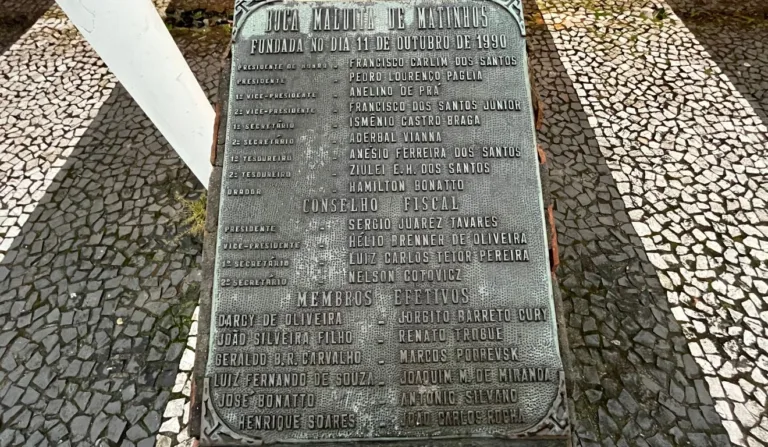 BOCA MALDITA DE MATINHOS
FUNDADA NO DIA 11 DE OUTUBRO DE 1990
PRESIDENTE DE HONRA - FRANCISCO CARLIM DOS SANTOS
PRESIDENTE - PEDRO LOURENÇO PAGLIA
1º VICE-PRESIDENTE - ANELINO DE PRÁ
2º VICE-PRESIDENTE - FRANCISCO DOS SANTOS JUNIOR
1º SECRETÁRIO - ISMÊNIO CASTRO BRAGA
2º SECRETÁRIO - ADERBAL VIANNA
1º TESOUREIRO - ANÉSIO FERREIRA DOS SANTOS
2º TESOUREIRO - ZIULEI E.H. DOS SANTOS
ORADOR - HAMILTON BONATTO
CONSELHO FISCAL
PRESIDENTE - SERGIO JUAREZ TAVARES
VICE-PRESIDENTE - HÉLIO BRENNER DE OLIVEIRA
1º SECRETÁRIO - LUIZ CARLOS TETOR PEREIRA
2º SECRETÁRIO - NELSON COTOVICZ
MEMBROS EFETIVOS
DARCY DE OLIVEIRA - JORGITO BARRETO CURY
JOÃO SILVEIRA FILHO - RENATO TROGUE
GERALDO B.R. CARVALHO - MARCOS PODREVSK
LUIZ FERNANDO DE SOUZA - JOAQUIM M. DE MIRANDA
JOSÉ BONATTO - ANTONIO SILVANO
HENRIQUE SOARES - JOÃO CARLOS ROCHA